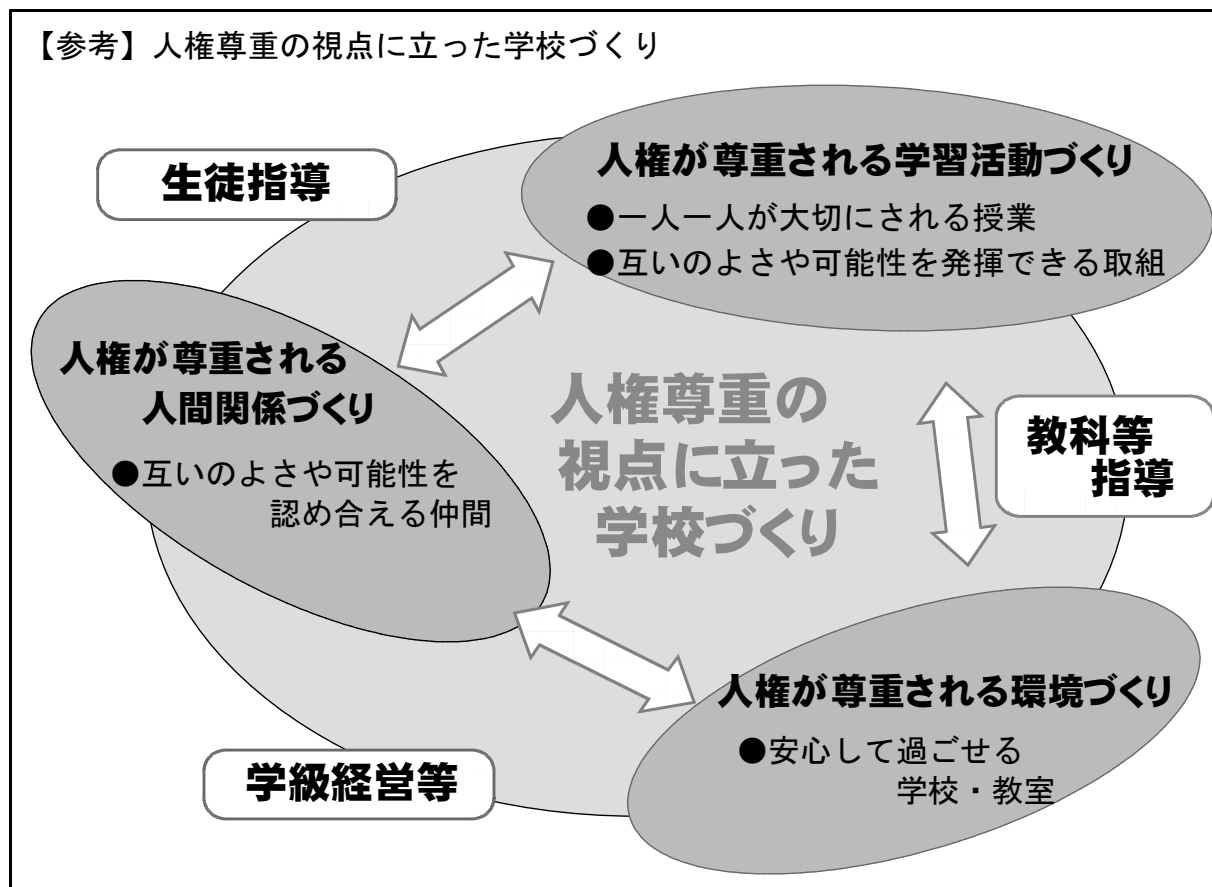 【参考】人権尊重の視点に立った学校づくり
生徒指導
人権が尊重される学習活動づくり
●一人一人が大切にされる授業
●互いのよさや可能性を発揮できる取組
人権が尊重される
人間関係づくり
●互いのよさや可能性を
認め合える仲間
人権尊重の
視点に立った
学校づくり
教科等
指導
人権が尊重される環境づくり
●安心して過ごせる
学校・教室
学級経営等